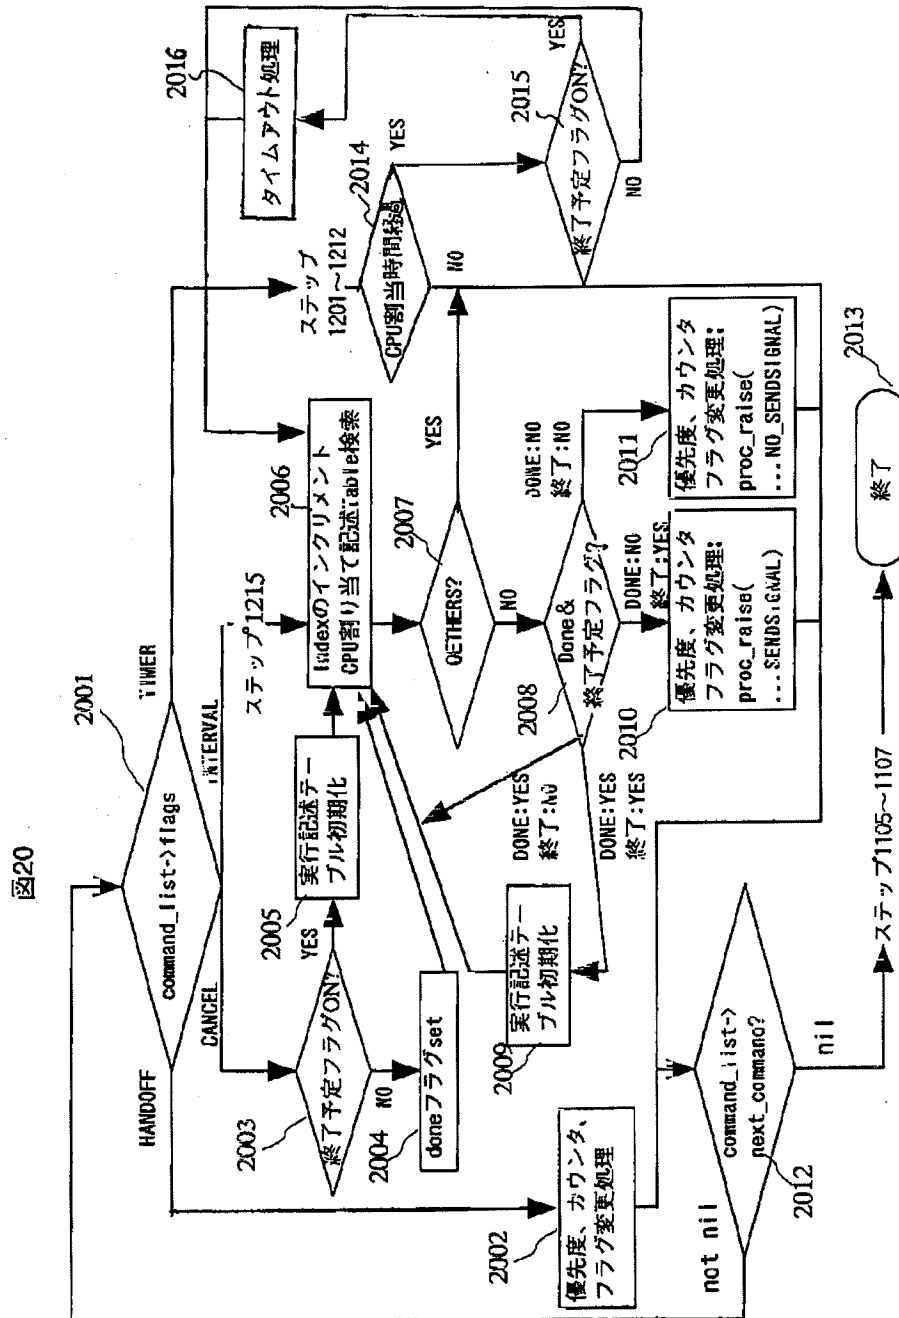 図20
2001
command_list->flags
HANDOFF
CANCEL
INTERVAL
TIMER
2003
終了予定フラグON?
YES
NO
2004
doneフラグset
2005
実行記述テー
ブル初期化
ステップ1215
2006
Indexのインクリメント
CPU割り当て記述Table検索
ステップ
1201～1212
2014
CPU割当時間経過
YES
NO
2016
タイムアウト処理
2015
終了予定フラグON?
YES
NO
2007
OETHERS?
YES
NO
2008
Done&
終了予定フラグ?
DONE:YES
終了:NO
DONE:YES
終了:YES
DONE:NO
終了:YES
DONE:NO
終了:NO
2009
実行記述テー
ブル初期化
2010
優先度、カウンタ
フラグ変更処理:
proc_raise(
...SENDSIGNAL)
2011
優先度、カウンタ
フラグ変更処理:
proc_raise(
...NO_SENDSIGNAL)
2002
優先度、カウンタ、
フラグ変更処理
command_list->
next_command?
2012
not nil
nil
ステップ1105～1107
2013
終了